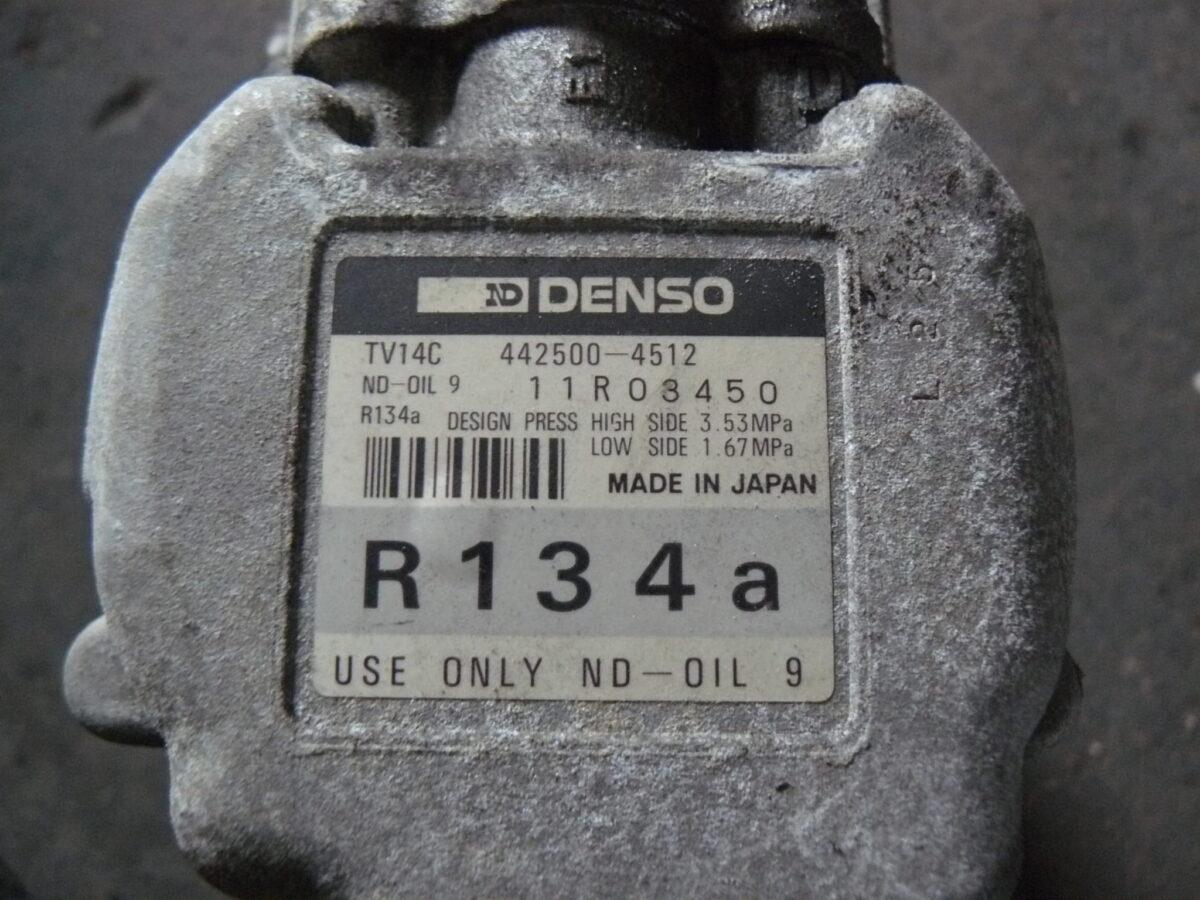 E
ND DENSO
TV14C 442500-4512
ND-OIL 9 11R03450
R134a DESIGN PRESS HIGH SIDE 3.53MPa
LOW SIDE 1.67MPa
MADE IN JAPAN
R134a
USE ONLY ND-OIL 9
L25